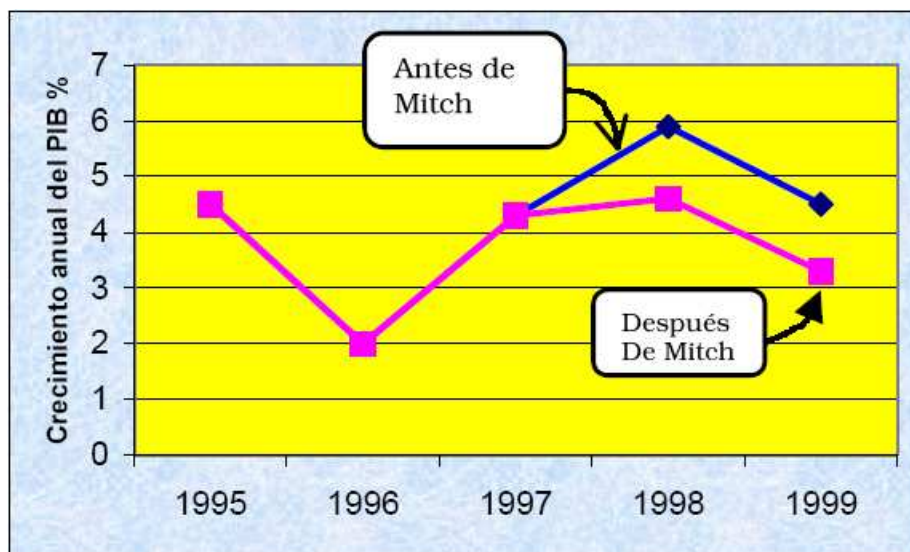 Crecimiento anual del PIB %
7
6
5
4
3
2
1
0
Antes de
Mitch
Después
De Mitch
1995 1996 1997 1998 1999